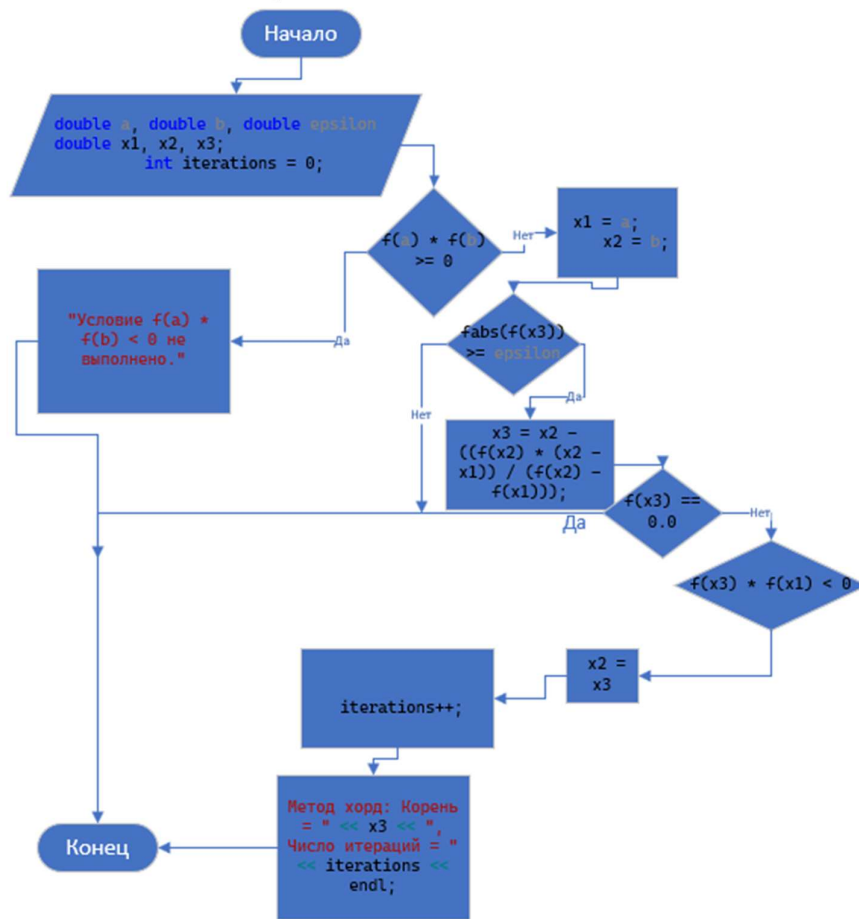 Начало
double a, double b, double epsilon
double x1, x2, x3;
int iterations = 0;
f(a) * f(b)
>= 0
Нет
x1 = a;
x2 = b;
Да
"Условие f(a) *
f(b) < 0 не
выполнено."
fabs(f(x3))
>= epsilon
Нет
Да
x3 = x2 -
((f(x2) * (x2 -
x1)) / (f(x2) -
f(x1)));
f(x3) ==
0.0
Да
Нет
f(x3) * f(x1) < 0
x2 =
x3
iterations++;
Метод хорд: Корень
= " << x3 << ",
Число итераций = "
<< iterations <<
endl;
Конец